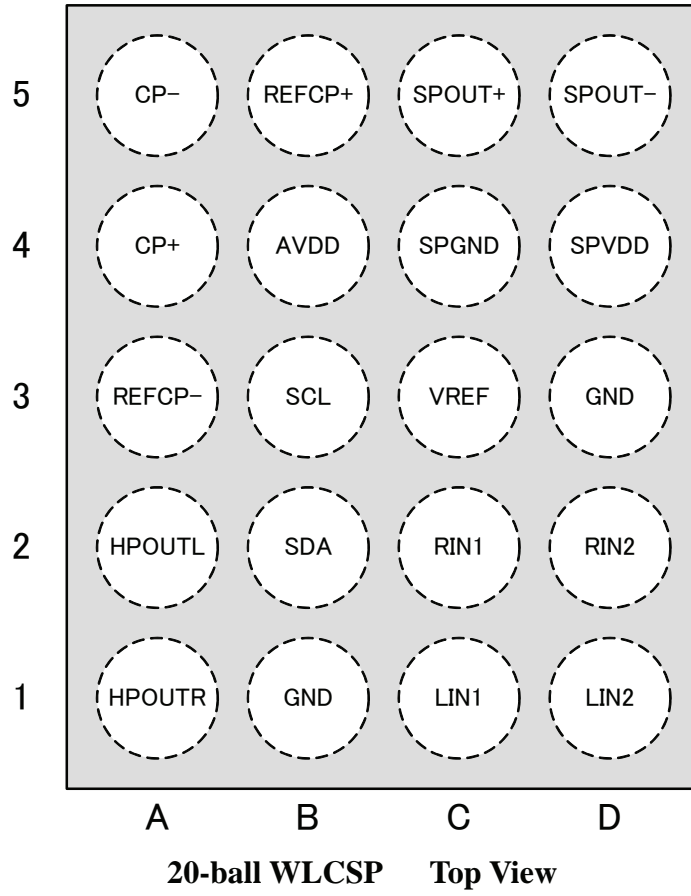 5 CP− REFCP+ SPOUT+ SPOUT−
4 CP+ AVDD SPGND SPVDD
3 REFCP− SCL VREF GND
2 HPOUTL SDA RIN1 RIN2
1 HPOUTR GND LIN1 LIN2
A B C D
20-ball WLCSP Top View